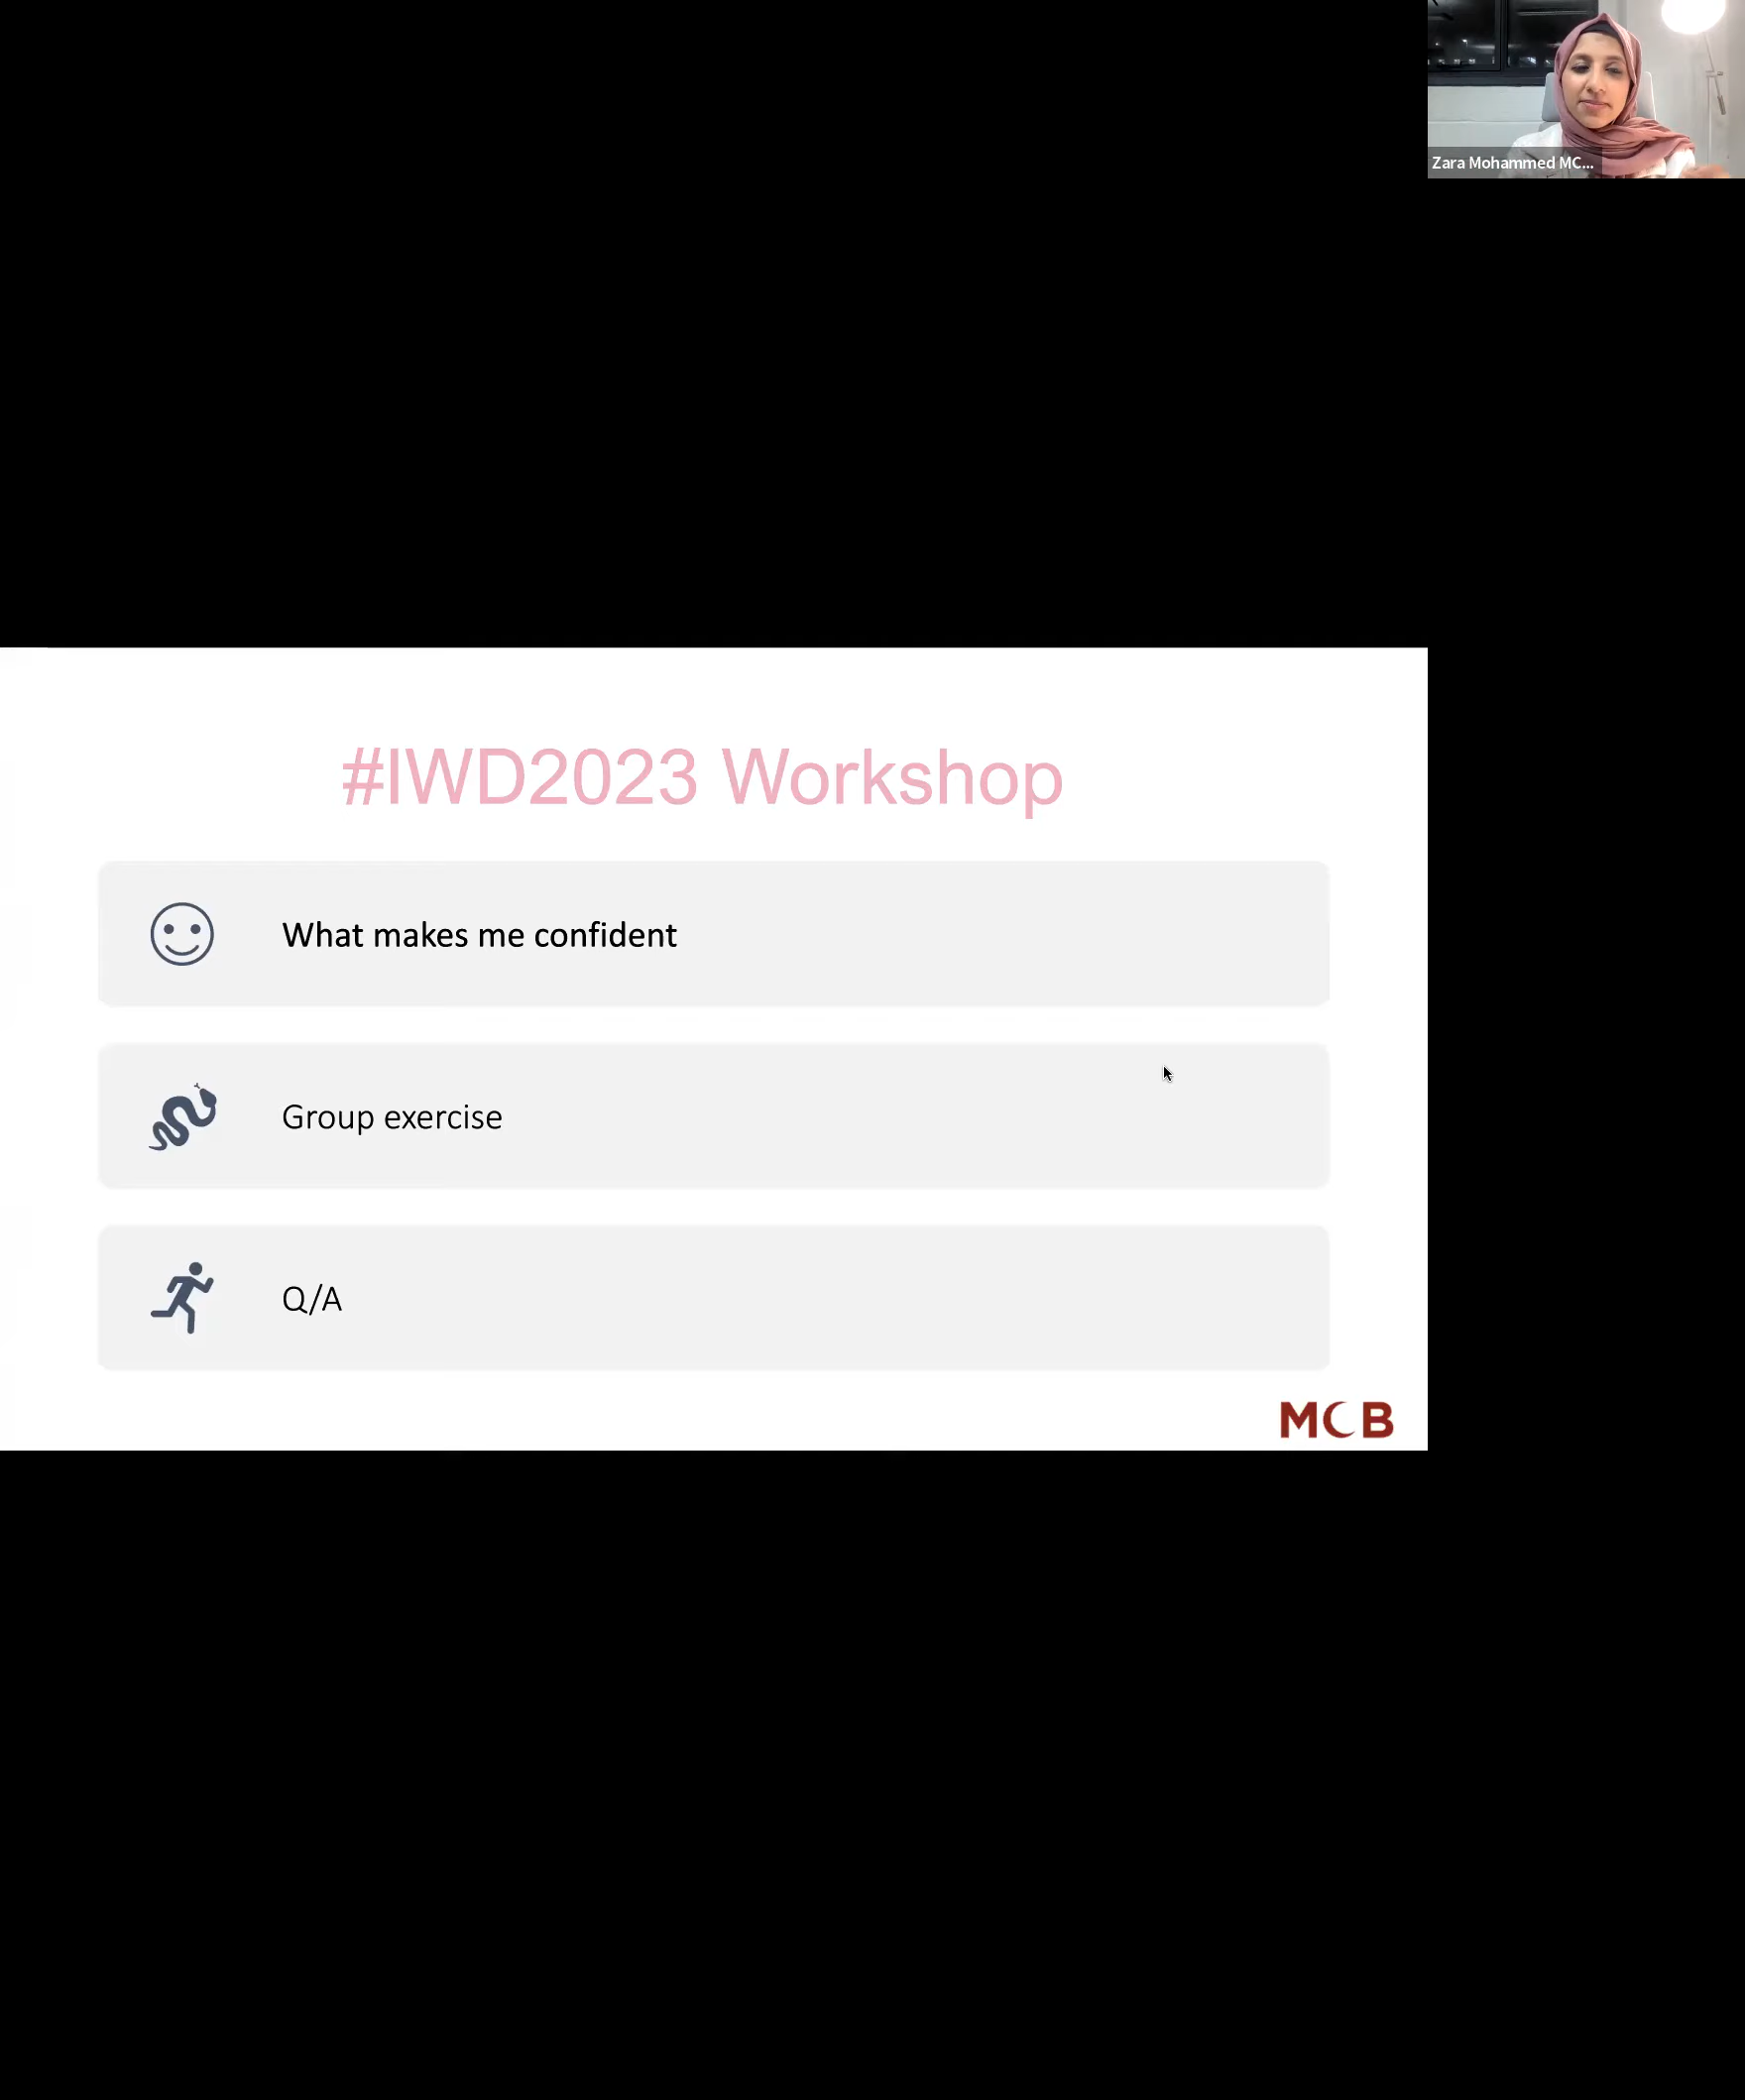 Zara Mohammed MC...
#IWD2023 Workshop
What makes me confident
Group exercise
Q/A
MCB